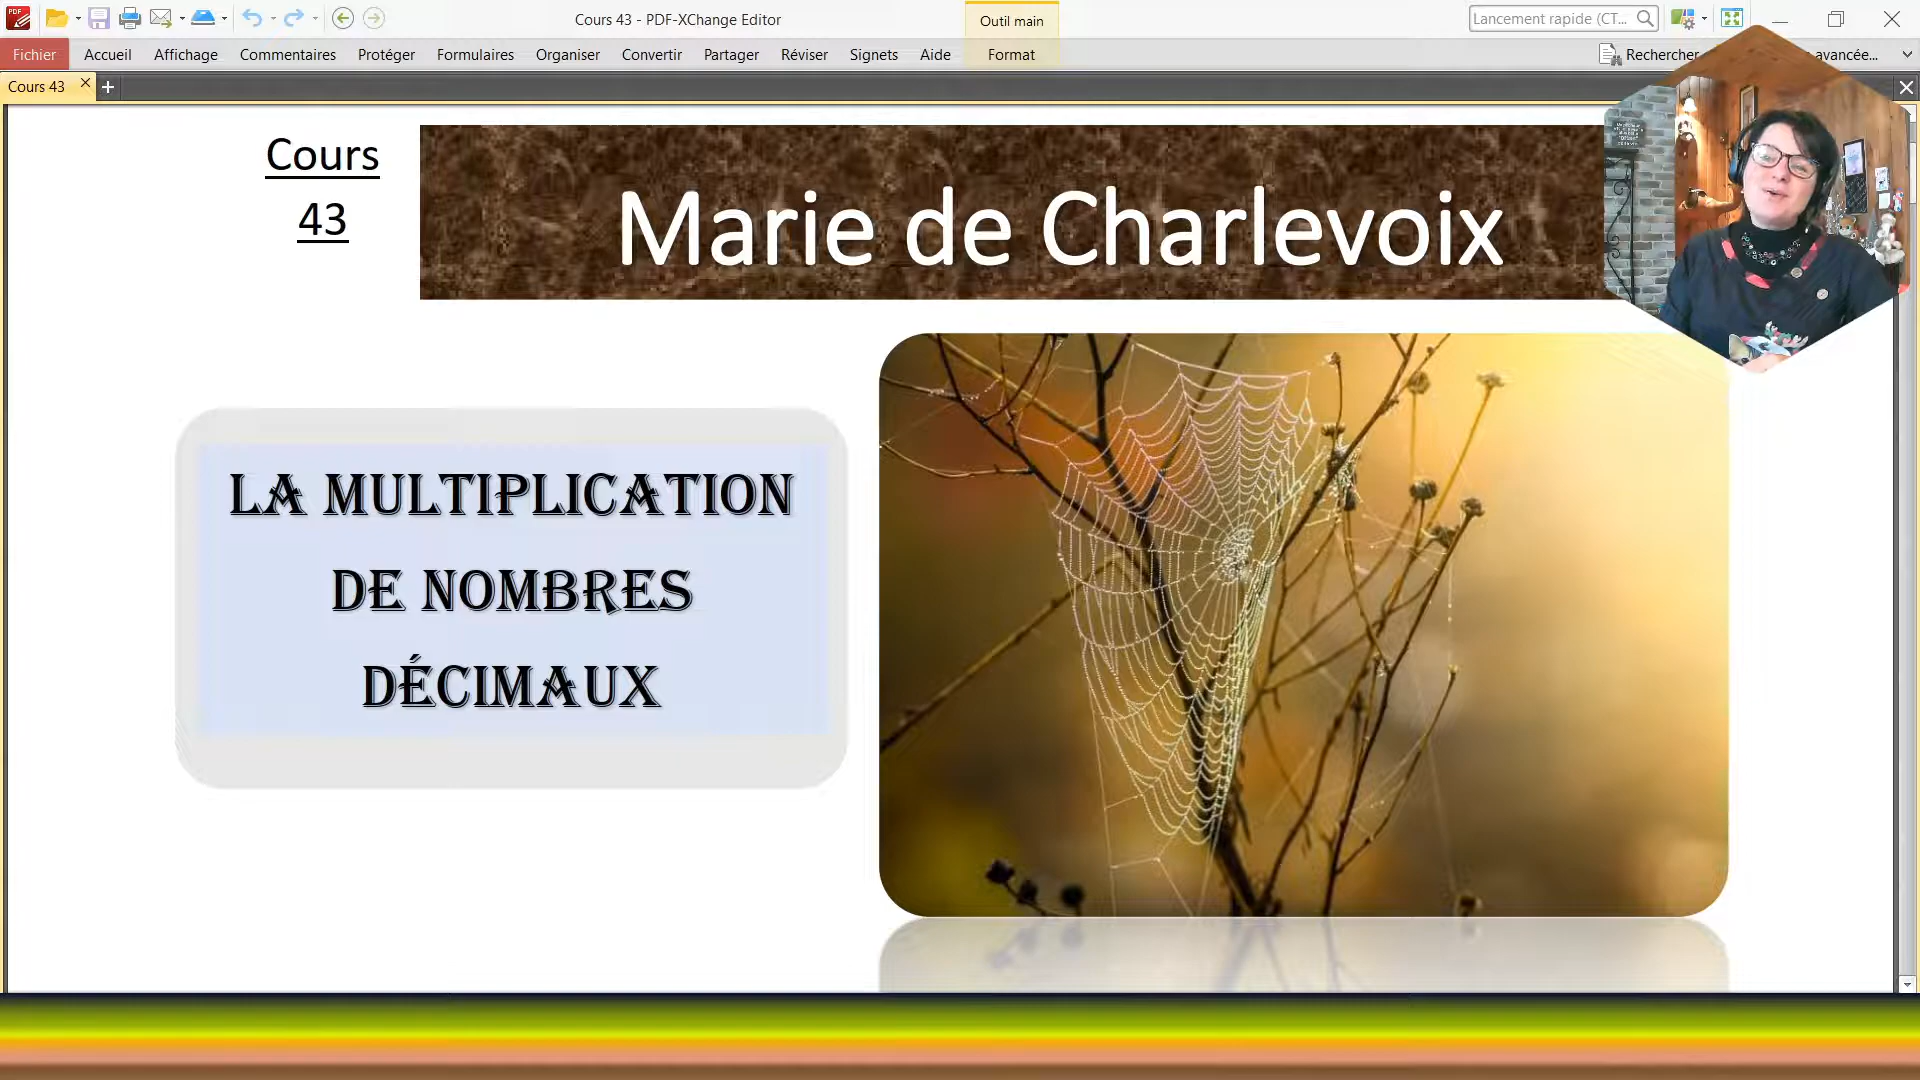 Cours 43 - PDF-XChange Editor
Outil main
Lancement rapide (CT...
Fichier Accueil Affichage Commentaires Protéger Formulaires Organiser Convertir Partager Réviser Signets Aide Format Rechercher avancée...
Cours 43
Cours
43
Marie de Charlevoix
LA MULTIPLICATION
DE NOMBRES
DÉCIMAUX